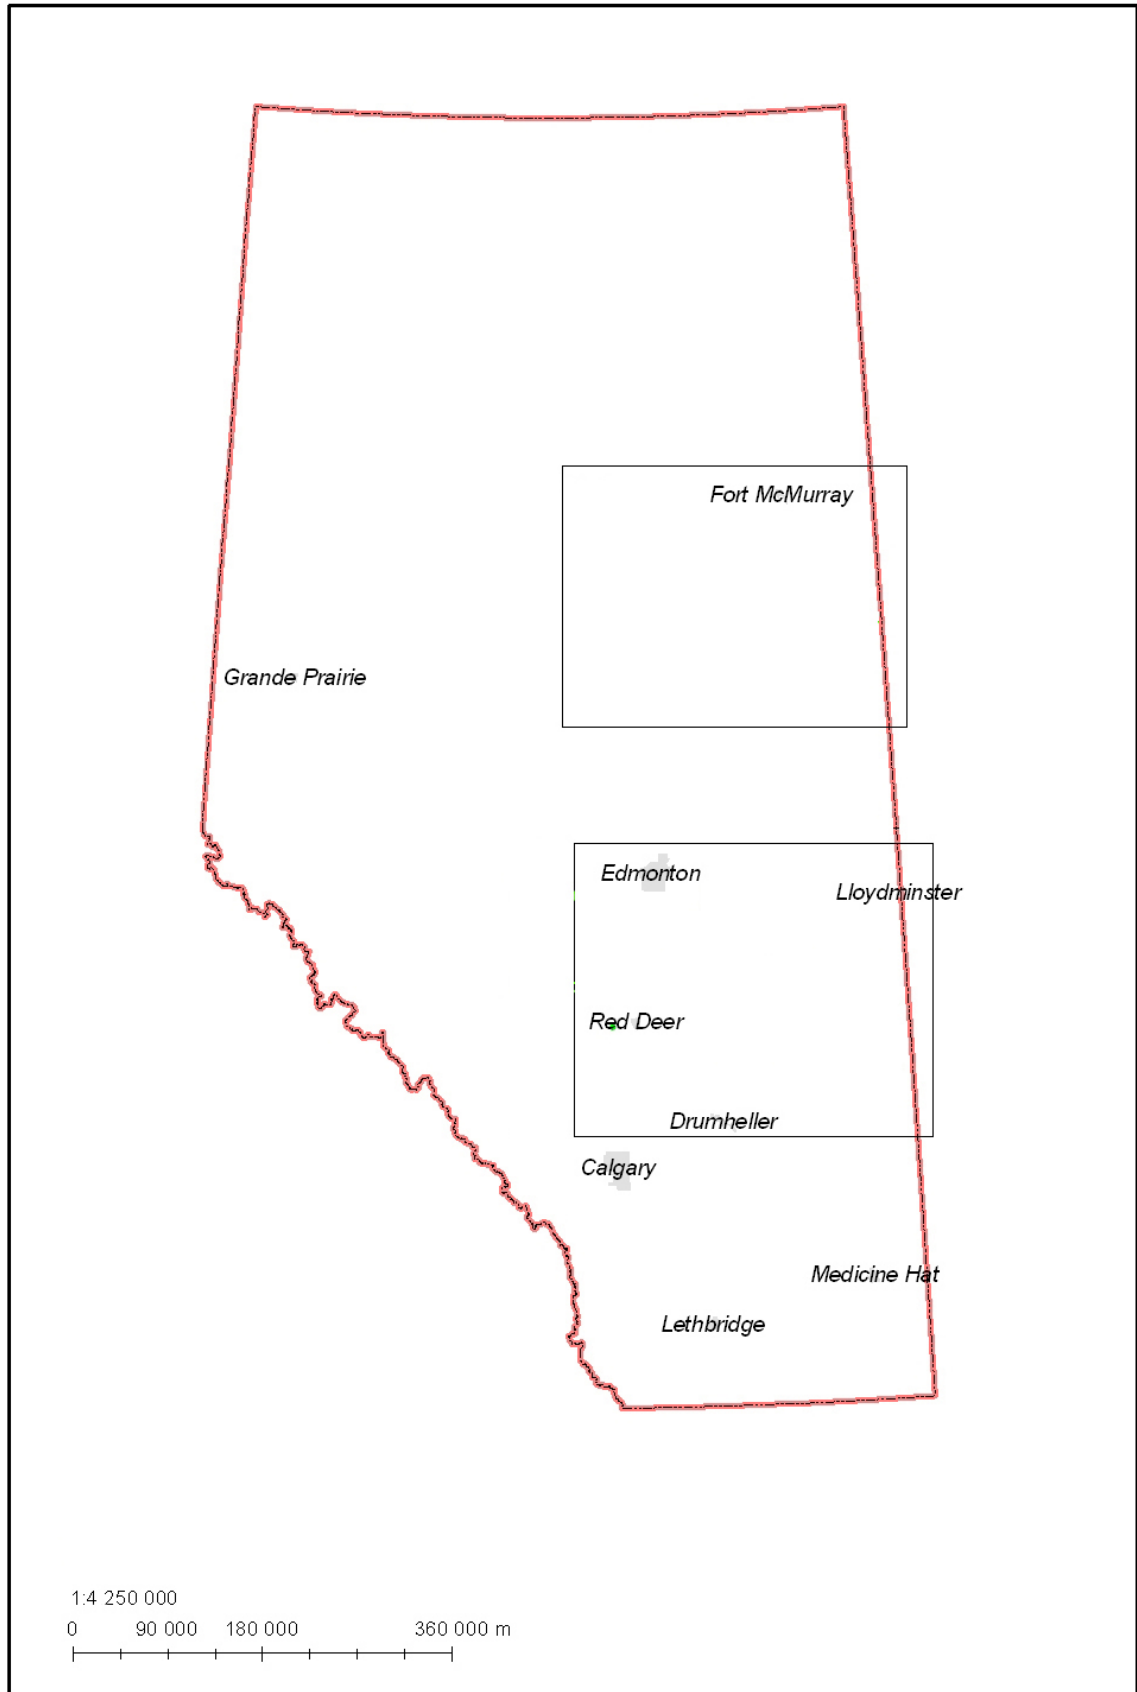 Fort McMurray
Grande Prairie
Edmonton
Lloydminster
Red Deer
Drumheller
Calgary
Medicine Hat
Lethbridge
1:4 250 000
0 90 000 180 000 360 000 m